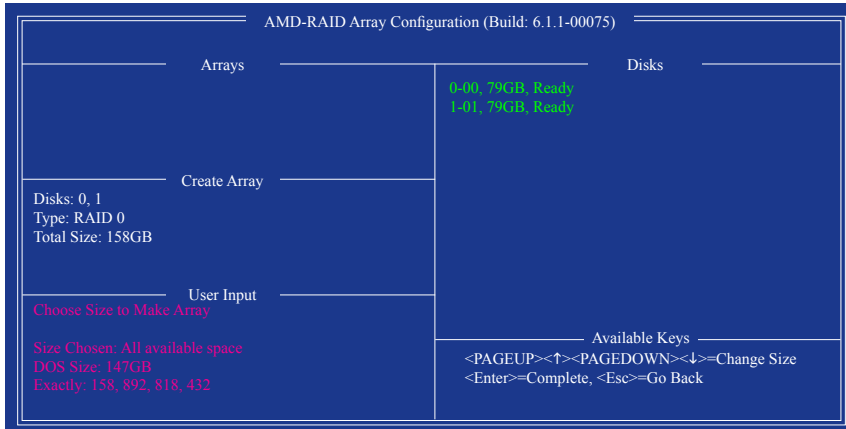 AMD-RAID Array Configuration (Build: 6.1.1-00075)
Arrays
Create Array
Disks: 0, 1
Type: RAID 0
Total Size: 158GB
User Input
Choose Size to Make Array
Size Chosen: All available space
DOS Size: 147GB
Exactly: 158, 892, 818, 432
Disks
0-00, 79GB, Ready
1-01, 79GB, Ready
Available Keys
<PAGEUP><↑><PAGEDOWN><↓>=Change Size
<Enter>=Complete, <Esc>=Go Back